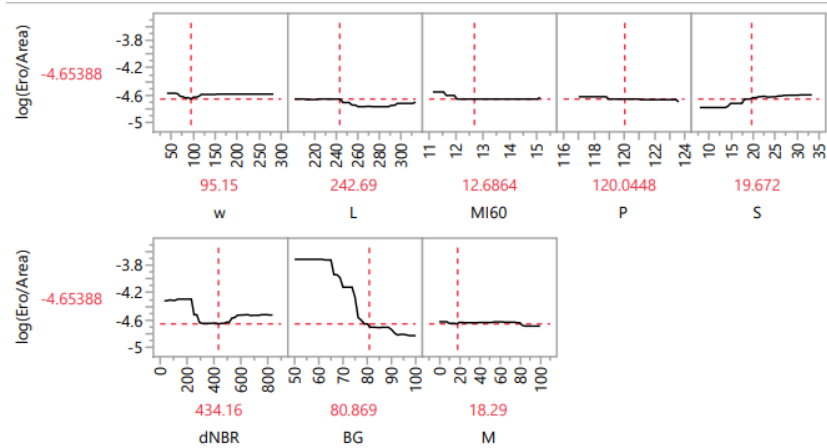 log(Ero/Area)
-4.65388
-3.8
-4.2
-4.6
-5
50 100 150 200 250 300
220 240 260 280 300
11 12 13 14 15
116 118 120 122 124
10 15 20 25 30 35
95.15 242.69 12.6864 120.0448 19.672
w L MI60 P S
log(Ero/Area)
-4.65388
-3.8
-4.2
-4.6
-5
0 200 400 600 800
50 60 70 80 90 100
0 20 40 60 80 100
434.16 80.869 18.29
dNBR BG M